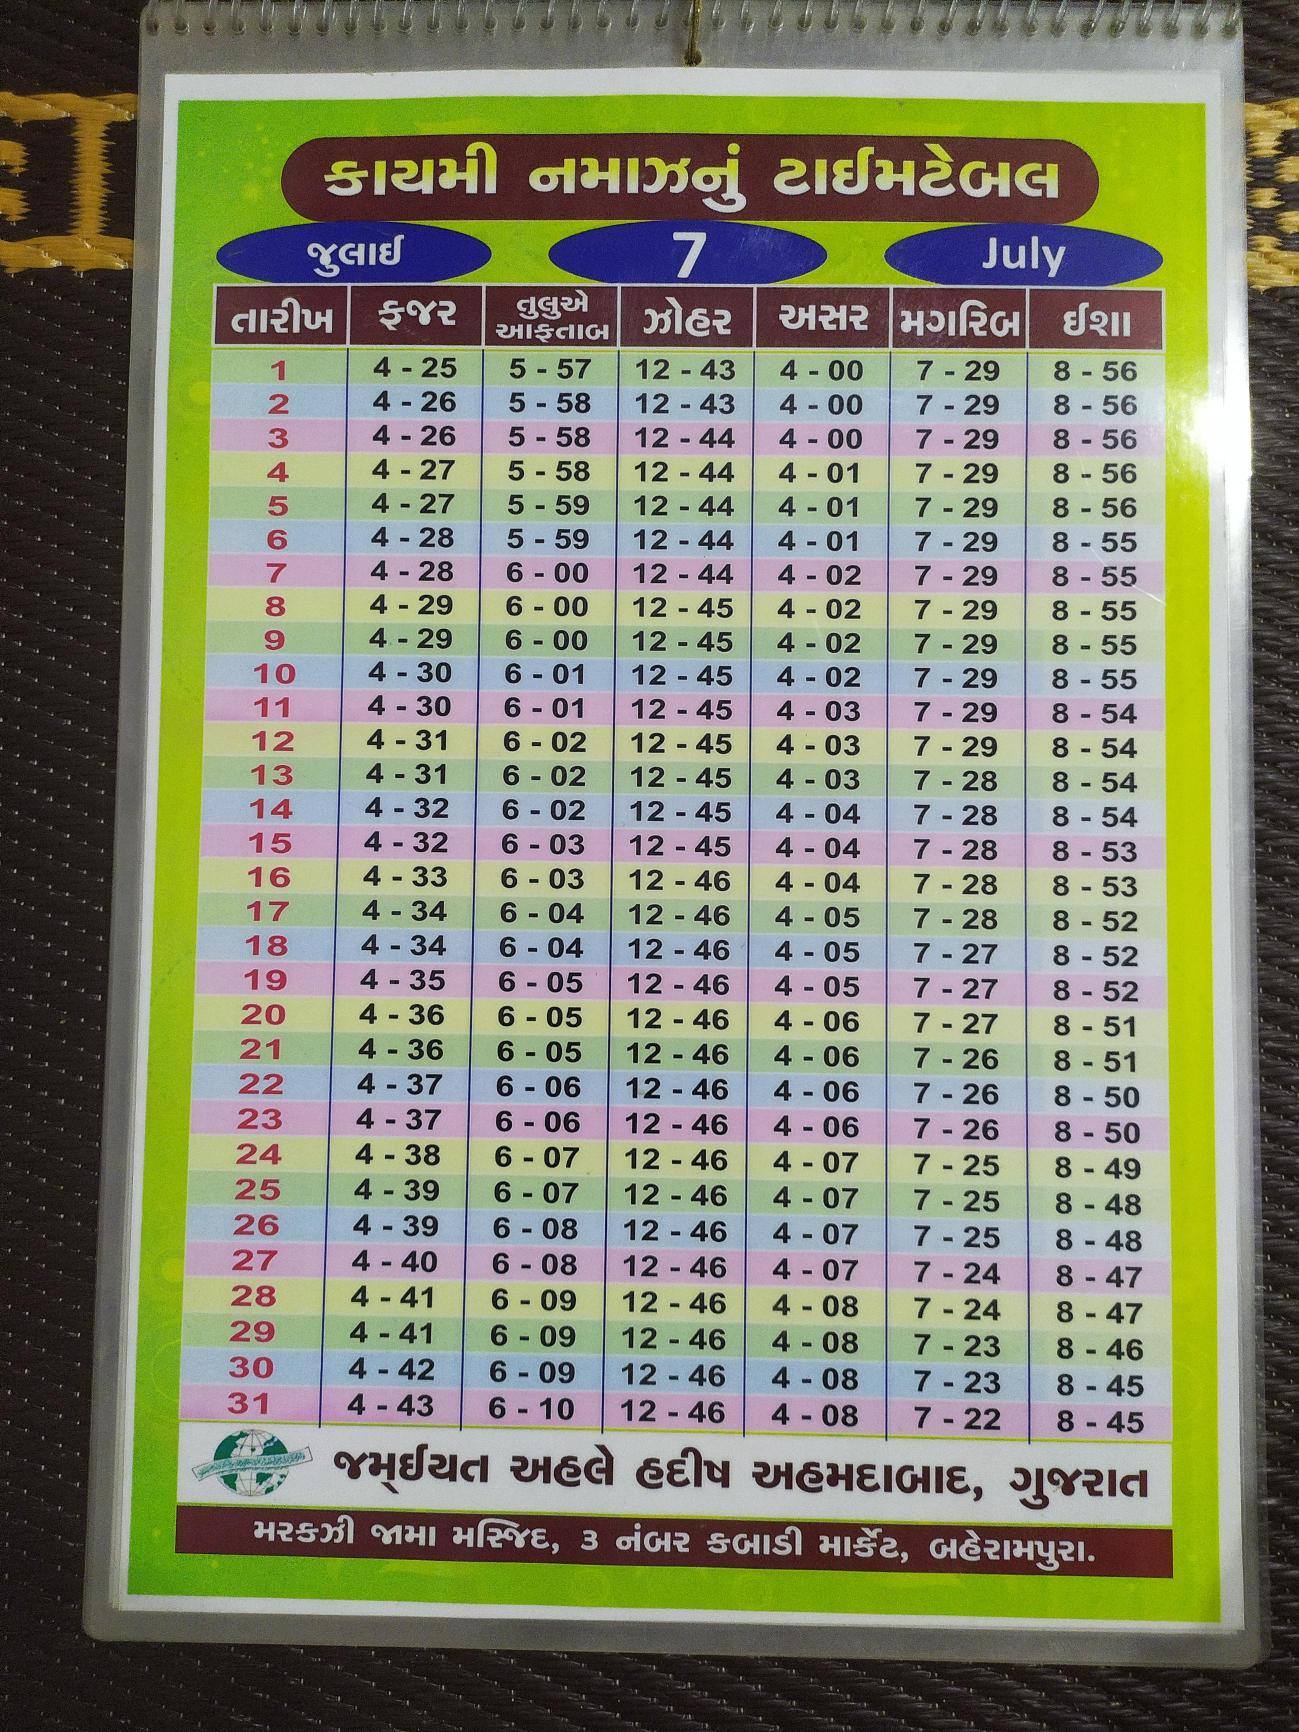 કાયમી નમાઝનું ટાઈમટેબલ
જુલાઈ 7 July
તારીખ ફજર તુલુએ આફતાબ ઝોહર અસર મગરિબ ઈશા
1 4 - 25 5 - 57 12 - 43 4 - 00 7 - 29 8 - 56
2 4 - 26 5 - 58 12 - 43 4 - 00 7 - 29 8 - 56
3 4 - 26 5 - 58 12 - 44 4 - 00 7 - 29 8 - 56
4 4 - 27 5 - 58 12 - 44 4 - 01 7 - 29 8 - 56
5 4 - 27 5 - 59 12 - 44 4 - 01 7 - 29 8 - 56
6 4 - 28 5 - 59 12 - 44 4 - 01 7 - 29 8 - 55
7 4 - 28 6 - 00 12 - 44 4 - 02 7 - 29 8 - 55
8 4 - 29 6 - 00 12 - 45 4 - 02 7 - 29 8 - 55
9 4 - 29 6 - 00 12 - 45 4 - 02 7 - 29 8 - 55
10 4 - 30 6 - 01 12 - 45 4 - 02 7 - 29 8 - 55
11 4 - 30 6 - 01 12 - 45 4 - 03 7 - 29 8 - 54
12 4 - 31 6 - 02 12 - 45 4 - 03 7 - 29 8 - 54
13 4 - 31 6 - 02 12 - 45 4 - 03 7 - 28 8 - 54
14 4 - 32 6 - 02 12 - 45 4 - 04 7 - 28 8 - 54
15 4 - 32 6 - 03 12 - 45 4 - 04 7 - 28 8 - 53
16 4 - 33 6 - 03 12 - 46 4 - 04 7 - 28 8 - 53
17 4 - 34 6 - 04 12 - 46 4 - 05 7 - 28 8 - 52
18 4 - 34 6 - 04 12 - 46 4 - 05 7 - 27 8 - 52
19 4 - 35 6 - 05 12 - 46 4 - 05 7 - 27 8 - 52
20 4 - 36 6 - 05 12 - 46 4 - 06 7 - 27 8 - 51
21 4 - 36 6 - 05 12 - 46 4 - 06 7 - 26 8 - 51
22 4 - 37 6 - 06 12 - 46 4 - 06 7 - 26 8 - 50
23 4 - 37 6 - 06 12 - 46 4 - 06 7 - 26 8 - 50
24 4 - 38 6 - 07 12 - 46 4 - 07 7 - 25 8 - 49
25 4 - 39 6 - 07 12 - 46 4 - 07 7 - 25 8 - 48
26 4 - 39 6 - 08 12 - 46 4 - 07 7 - 25 8 - 48
27 4 - 40 6 - 08 12 - 46 4 - 07 7 - 24 8 - 47
28 4 - 41 6 - 09 12 - 46 4 - 08 7 - 24 8 - 47
29 4 - 41 6 - 09 12 - 46 4 - 08 7 - 23 8 - 46
30 4 - 42 6 - 09 12 - 46 4 - 08 7 - 23 8 - 45
31 4 - 43 6 - 10 12 - 46 4 - 08 7 - 22 8 - 45
જમ્ઈયત અહલે હદીષ અહમદાબાદ, ગુજરાત
મરકઝી જામા મસ્જિદ, ૩ નંબર કબાડી માર્કેટ, બહેરામપુરા.